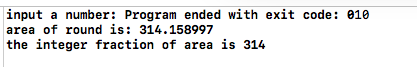 input a number: Program ended with exit code: 010
area of round is: 314.158997
the integer fraction of area is 314